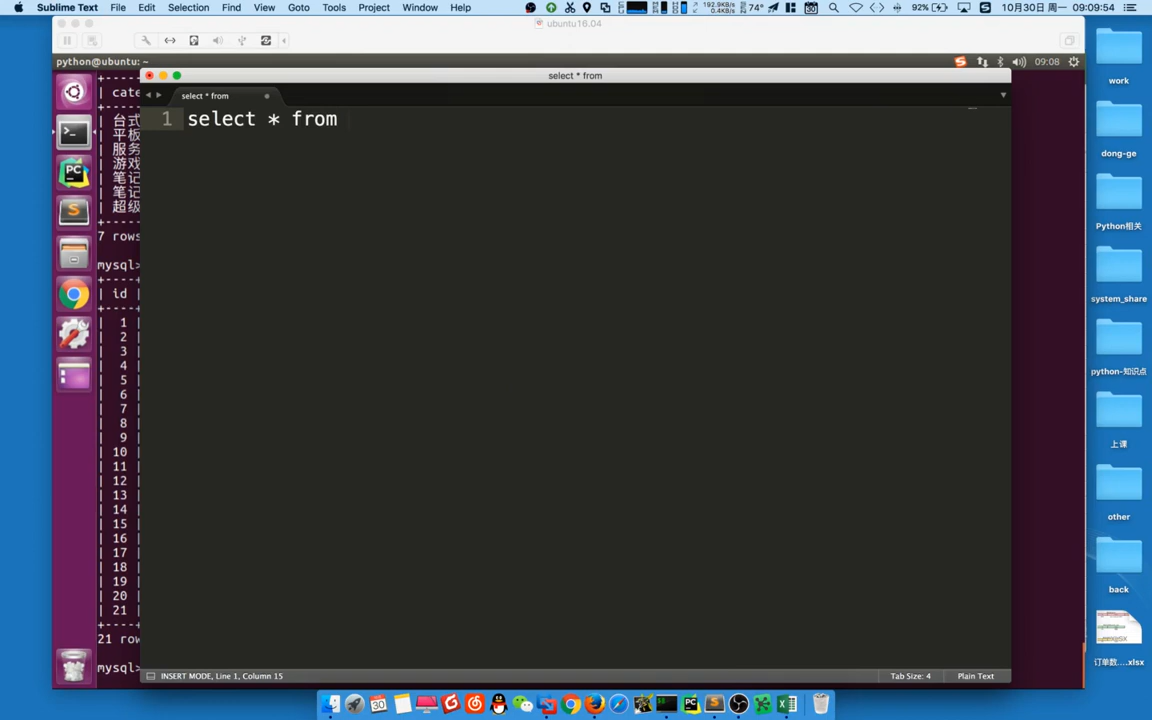 Sublime Text File Edit Selection Find View Goto Tools Project Window Help 192.9KB/s 0.4KB/s 74° 92% 10月30日 周一 09:09:54
ubuntu16.04
python@ubuntu: ~ 09:08
select * from
select * from
1 select * from
+----+
| cate
+----
| 台式
| 平板
| 服务
| 游戏
| 笔记
| 笔记
| 超级
+----
7 rows
mysql>
+----+
| id |
+----+
| 1 |
| 2 |
| 3 |
| 4 |
| 5 |
| 6 |
| 7 |
| 8 |
| 9 |
| 10 |
| 11 |
| 12 |
| 13 |
| 14 |
| 15 |
| 16 |
| 17 |
| 18 |
| 19 |
| 20 |
| 21 |
+----+
21 row
mysql>
INSERT MODE, Line 1, Column 15 Tab Size: 4 Plain Text
work
dong-ge
Python相关
system_share
python-知识点
上课
other
back
XLSX
订单数....xlsx